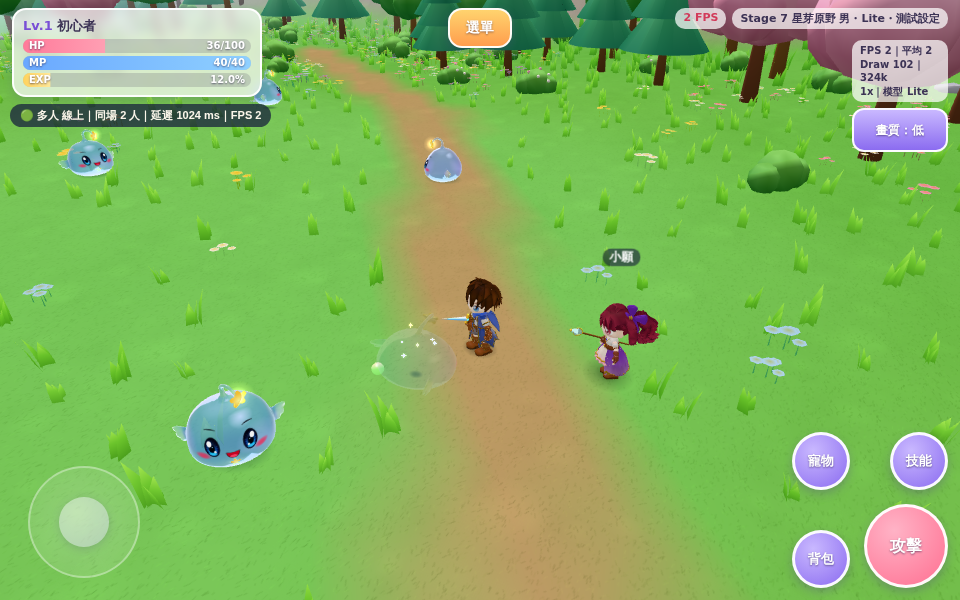 Lv.1 初心者
HP 36/100
MP 40/40
EXP 12.0%
多人 線上｜同場 2 人｜延遲 1024 ms｜FPS 2
選單
2 FPS
Stage 7 星芽原野 男・Lite・測試設定
FPS 2｜平均 2
Draw 102｜
324k
1x｜模型 Lite
畫質：低
小願
寵物
技能
背包
攻擊